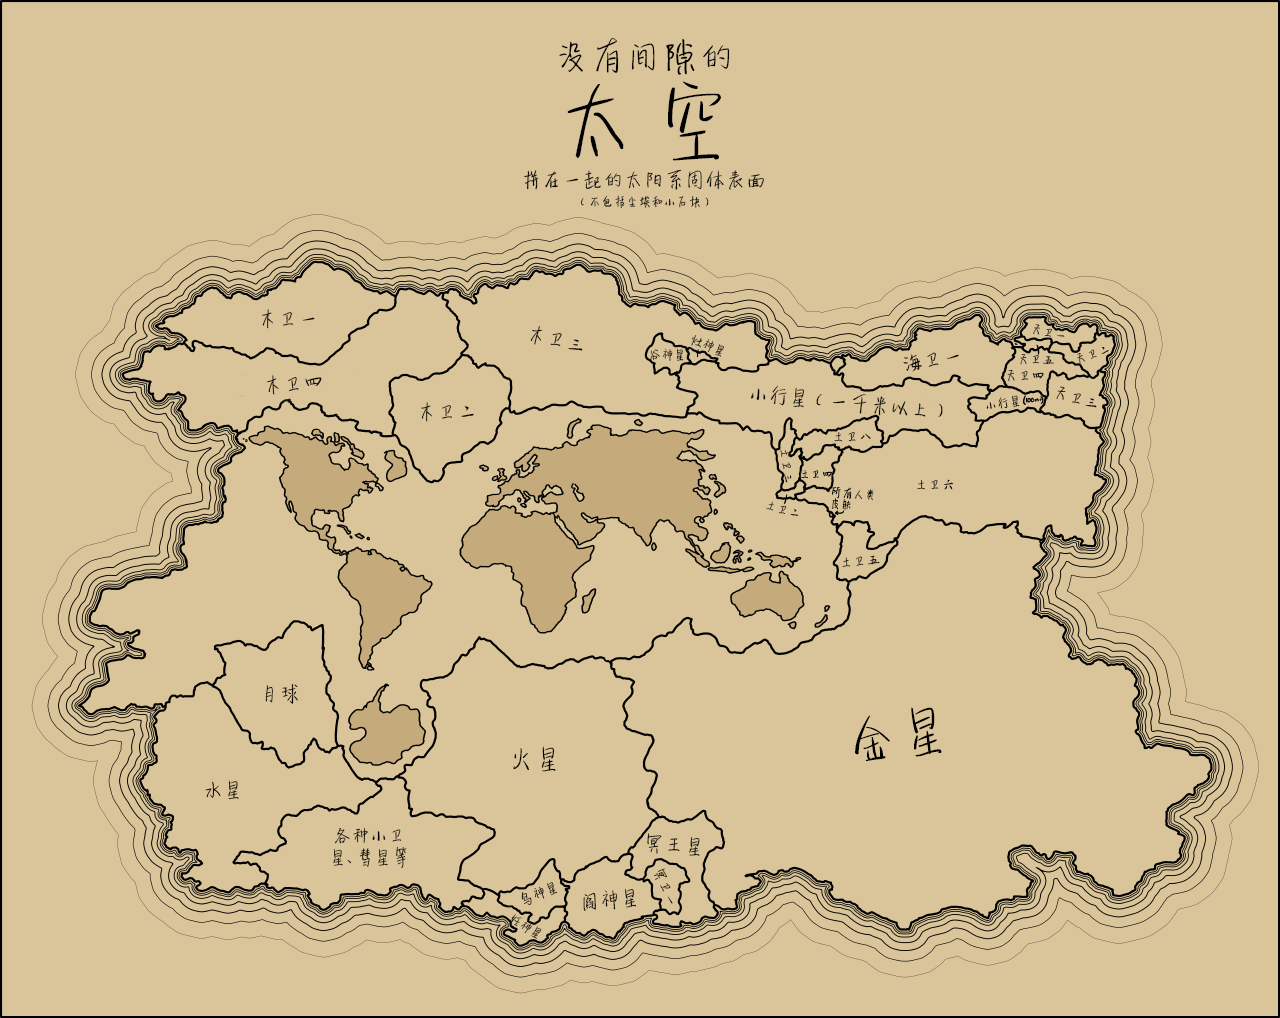 没有间隙的
太空
拼在一起的太阳系固体表面
(不包括尘埃和小石块)
木卫一
木卫三
谷神星
灶神星
海卫一
天卫一
天卫五
天卫二
天卫四
天卫三
木卫四
木卫二
小行星(一千米以上)
小行星(100m+)
土卫八
土卫三
土卫四
土卫六
所有人类
皮肤
土卫二
土卫五
月球
水星
火星
金星
各种小卫
星、彗星等
冥王星
冥卫一
鸟神星
阋神星
妊神星